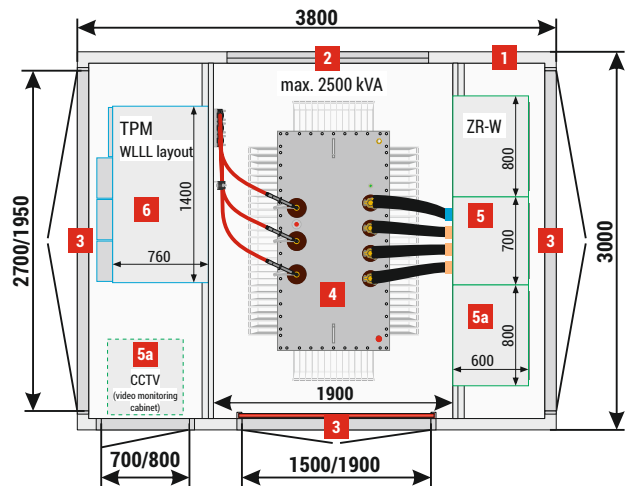 3800
2
1
max. 2500 kVA
TPM
WLLL layout
ZR-W
800
6
1400
5
700
2700/1950
3
3
3000
760
4
5a
800
600
5a
CCTV
(video monitoring
cabinet)
1900
3
700/800
1500/1900